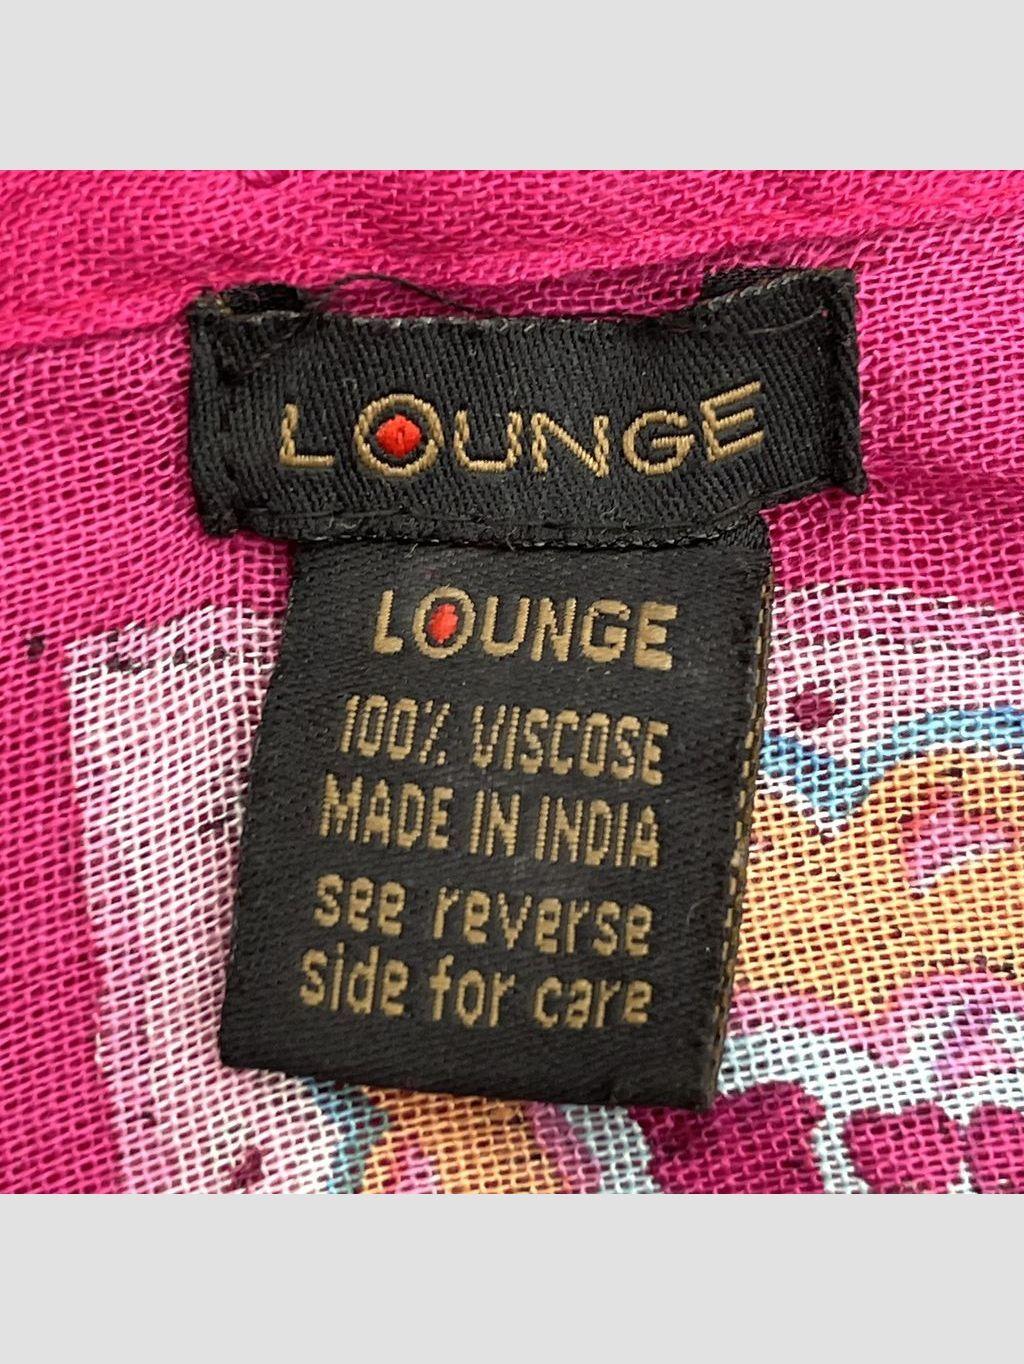 LOUNGE
LOUNGE
100% VISCOSE
MADE IN INDIA
see reverse
side for care